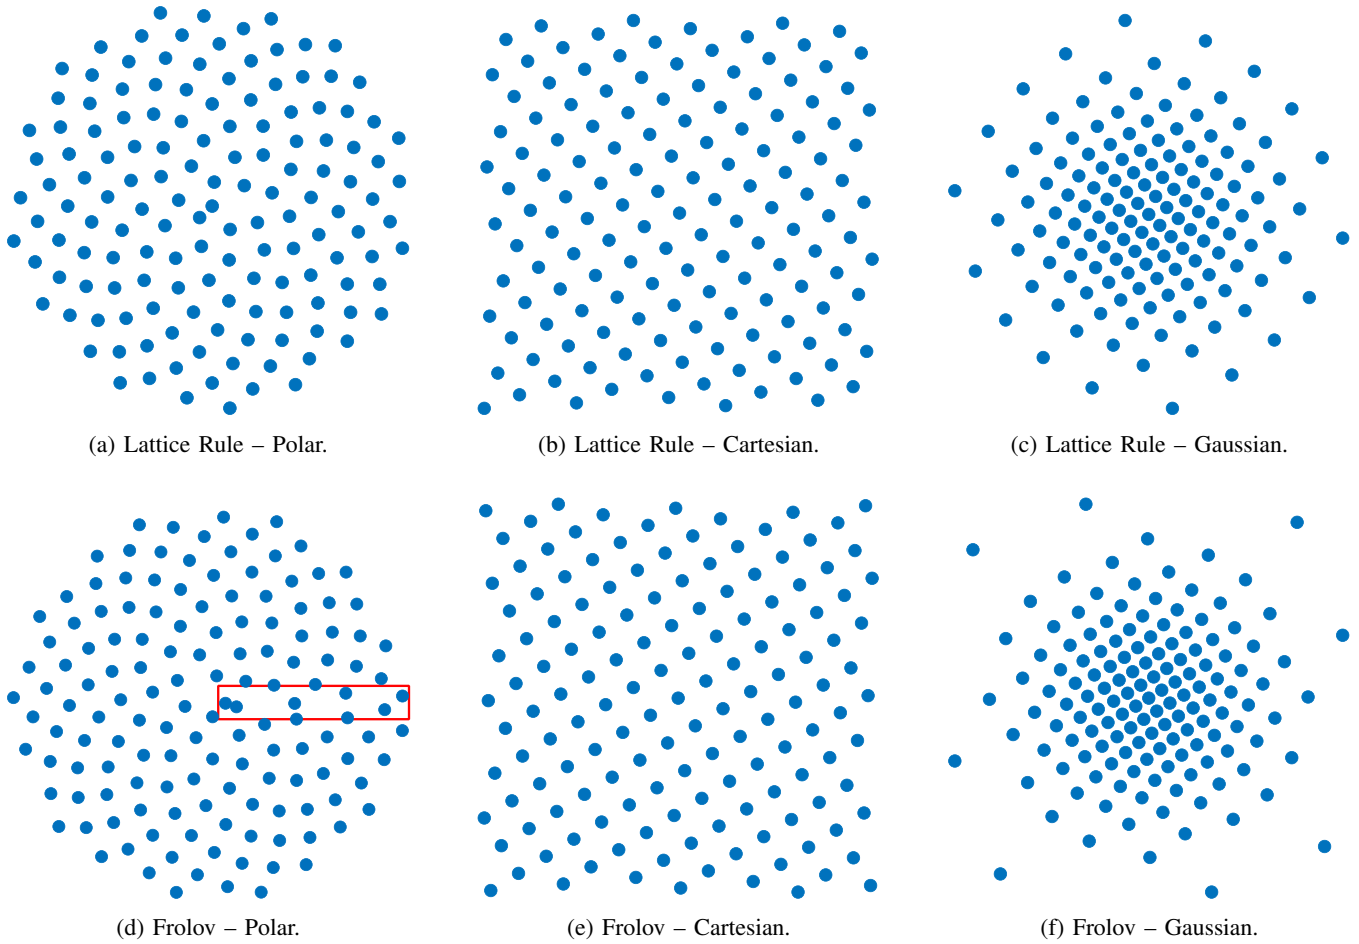 (a) Lattice Rule – Polar.
(b) Lattice Rule – Cartesian.
(c) Lattice Rule – Gaussian.
(d) Frolov – Polar.
(e) Frolov – Cartesian.
(f) Frolov – Gaussian.